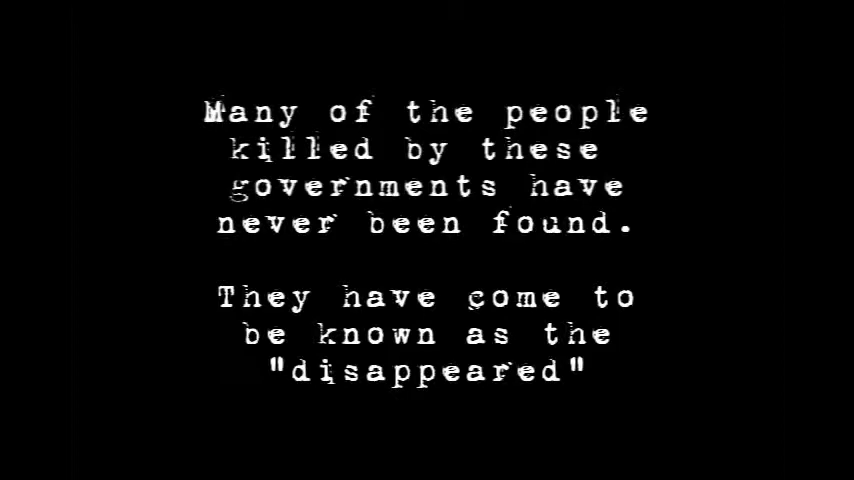 Many of the people
killed by these
governments have
never been found.
They have come to
be known as the
"disappeared"